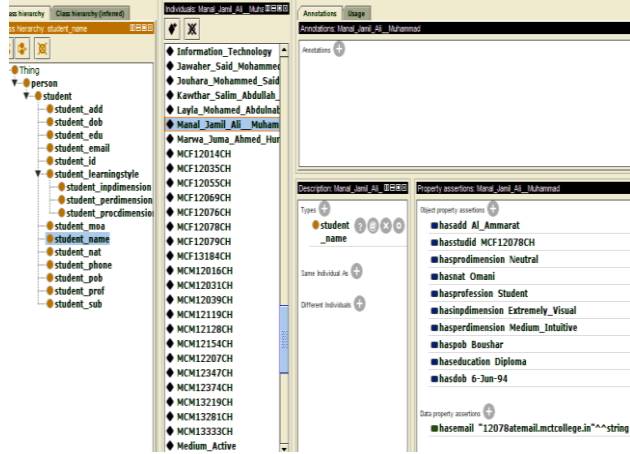 Class hierarchy (inferred)
student_name
Thing
person
student
student_add
student_dob
student_edu
student_email
student_id
student_learningstyle
student_inpdimension
student_perdimension
student_procdimensio
student_moa
student_name
student_nat
student_phone
student_pob
student_prof
student_sub
Individuals: Manal_Jamil_Ali_
Information_Technology
Jawaher_Said_Mohammed
Jouhara_Mohammed_Said
Kawthar_Salim_Abdullah_
Layla_Mohamed_Abdulnab
Manal_Jamil_Ali__Muham
Marwa_Juma_Ahmed_Hur
MCF12014CH
MCF12035CH
MCF12055CH
MCF12069CH
MCF12076CH
MCF12078CH
MCF12079CH
MCF13184CH
MCM12016CH
MCM12031CH
MCM12039CH
MCM12119CH
MCM12128CH
MCM12154CH
MCM12207CH
MCM12347CH
MCM12374CH
MCM13219CH
MCM13281CH
MCM13333CH
Medium_Active
Annotations Usage
Annotations: Manal_Jamil_Ali__Muhammad
Annotations
Description: Manal_Jamil_Ali_
Types
student
_name
Same Individual As
Different Individuals
Property assertions: Manal_Jamil_Ali__Muhammad
Object property assertions
hasadd Al_Ammarat
hasstudid MCF12078CH
hasprodimension Neutral
hasnat Omani
hasprofession Student
hasinpdimension Extremely_Visual
hasperdimension Medium_Intuitive
haspob Boushar
haseducation Diploma
hasdob 6-Jun-94
Data property assertions
hasemail "12078atemail.mctcollege.in"^^string